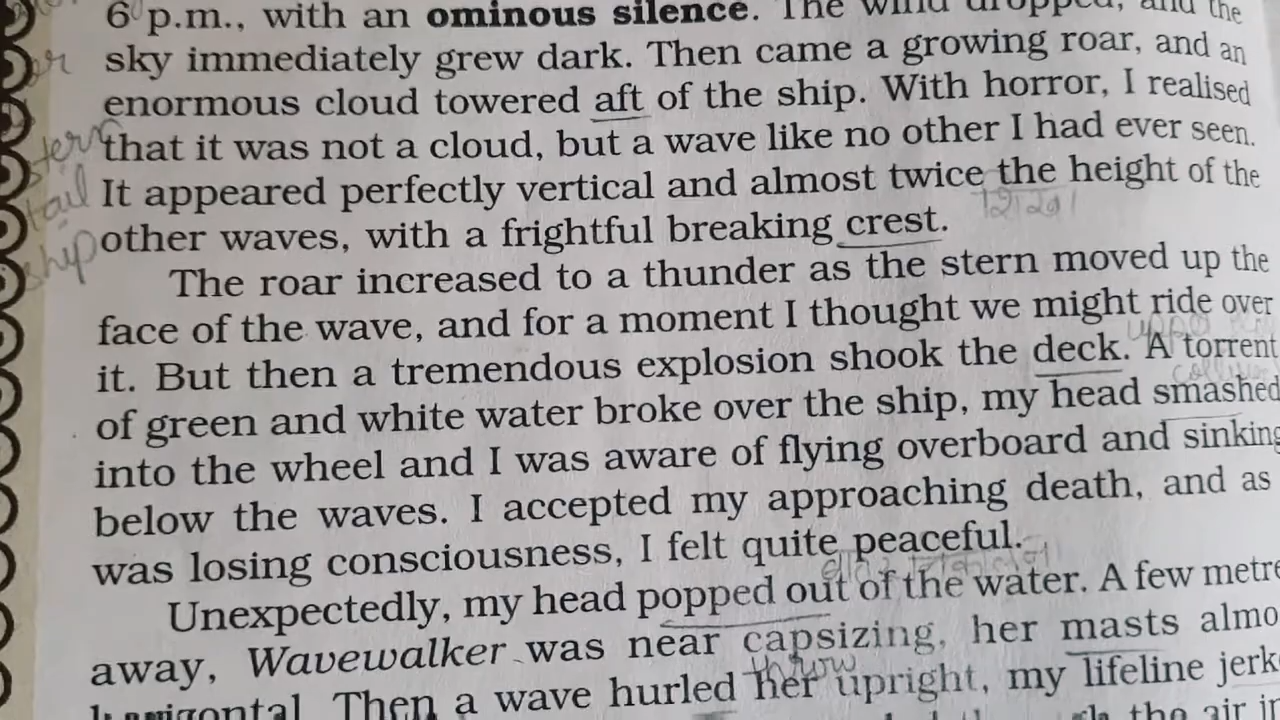 6 p.m., with an ominous silence. The wind dropped, and the
sky immediately grew dark. Then came a growing roar, and an
enormous cloud towered aft of the ship. With horror, I realised
that it was not a cloud, but a wave like no other I had ever seen.
It appeared perfectly vertical and almost twice the height of the
other waves, with a frightful breaking crest.
The roar increased to a thunder as the stern moved up the
face of the wave, and for a moment I thought we might ride over
it. But then a tremendous explosion shook the deck. A torrent
of green and white water broke over the ship, my head smashed
into the wheel and I was aware of flying overboard and sinking
below the waves. I accepted my approaching death, and as
was losing consciousness, I felt quite peaceful.
Unexpectedly, my head popped out of the water. A few metre
away, Wavewalker was near capsizing, her masts almo
throw
Then a wave hurled her upright, my lifeline jerk
the air in
stern
tail
ship